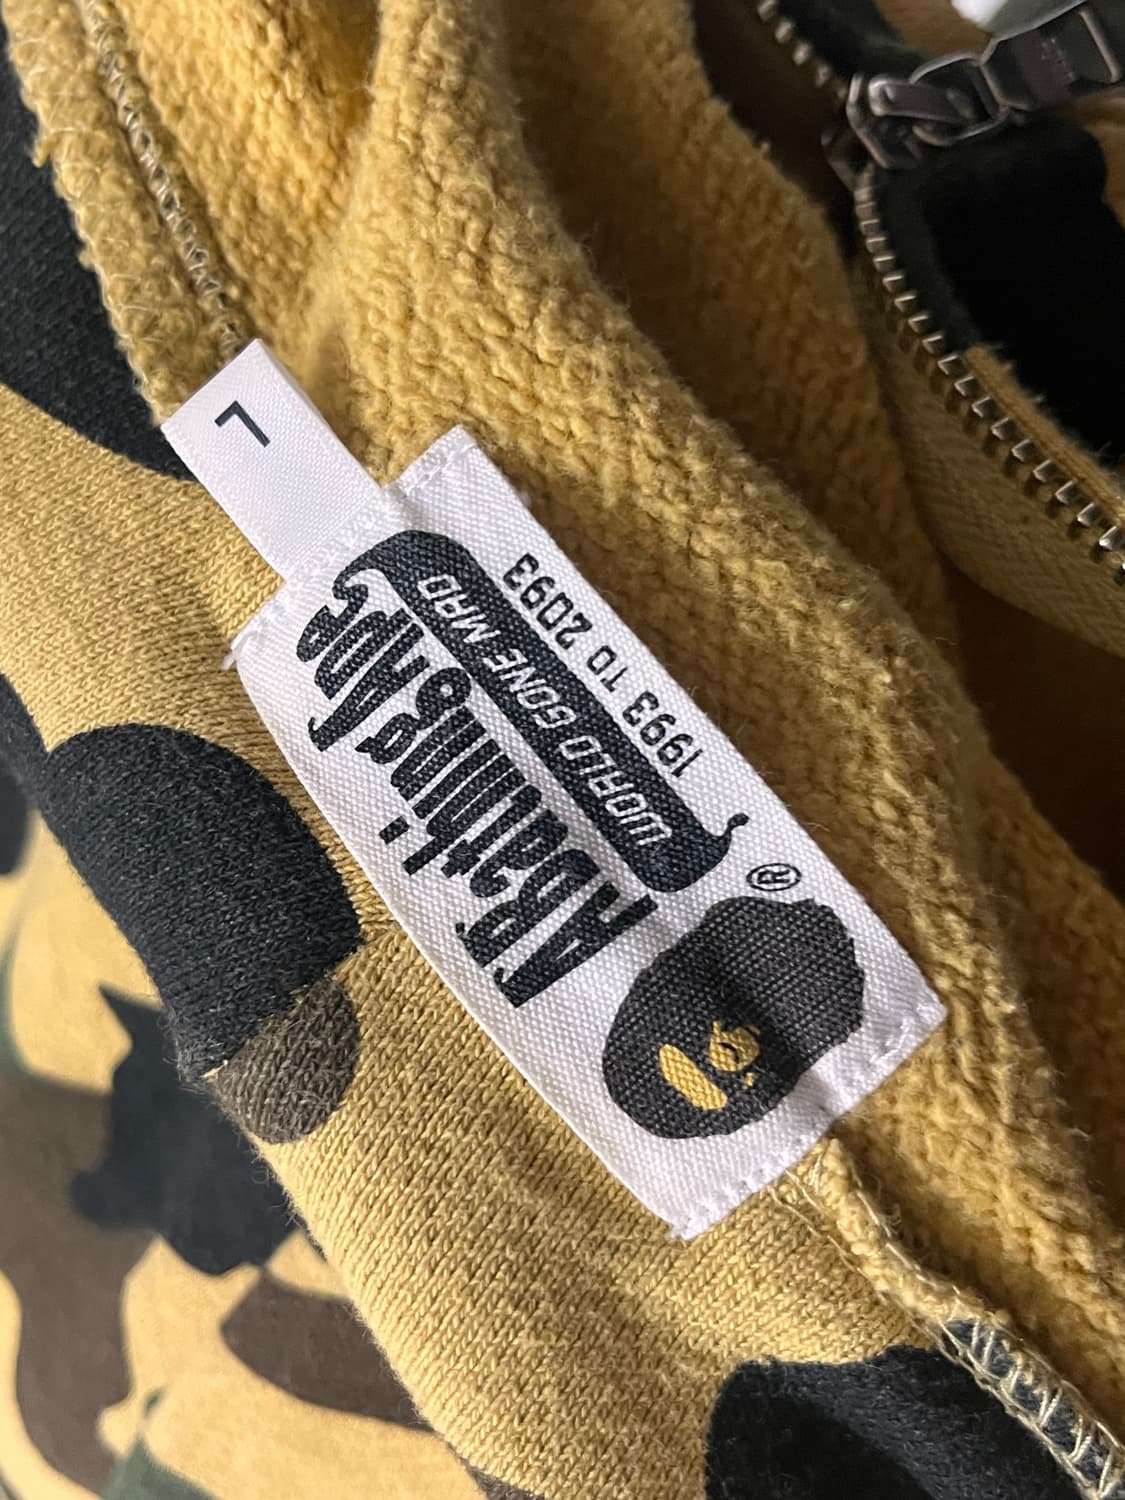 L
A Bathing Ape
WORLD GONE MAD
1993 TO 2093
®